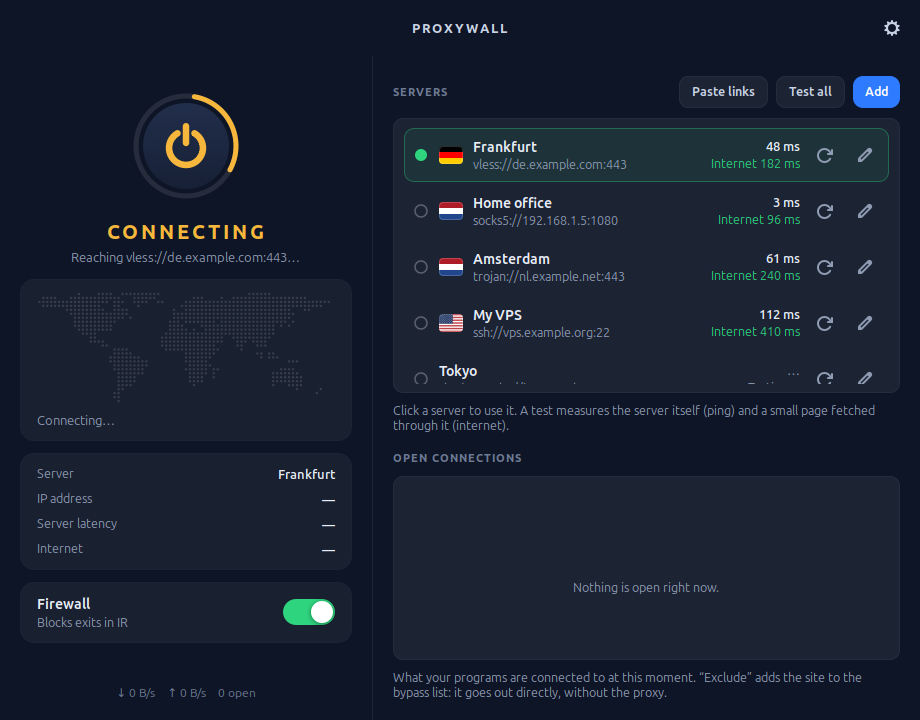 PROXYWALL
CONNECTING
Reaching vless://de.example.com:443…
Connecting…
Server Frankfurt
IP address —
Server latency —
Internet —
Firewall
Blocks exits in IR
↓ 0 B/s ↑ 0 B/s 0 open
SERVERS Paste links Test all Add
Frankfurt 48 ms
vless://de.example.com:443 Internet 182 ms
Home office 3 ms
socks5://192.168.1.5:1080 Internet 96 ms
Amsterdam 61 ms
trojan://nl.example.net:443 Internet 240 ms
My VPS 112 ms
ssh://vps.example.org:22 Internet 410 ms
Tokyo …
Click a server to use it. A test measures the server itself (ping) and a small page fetched
through it (internet).
OPEN CONNECTIONS
Nothing is open right now.
What your programs are connected to at this moment. “Exclude” adds the site to the
bypass list: it goes out directly, without the proxy.